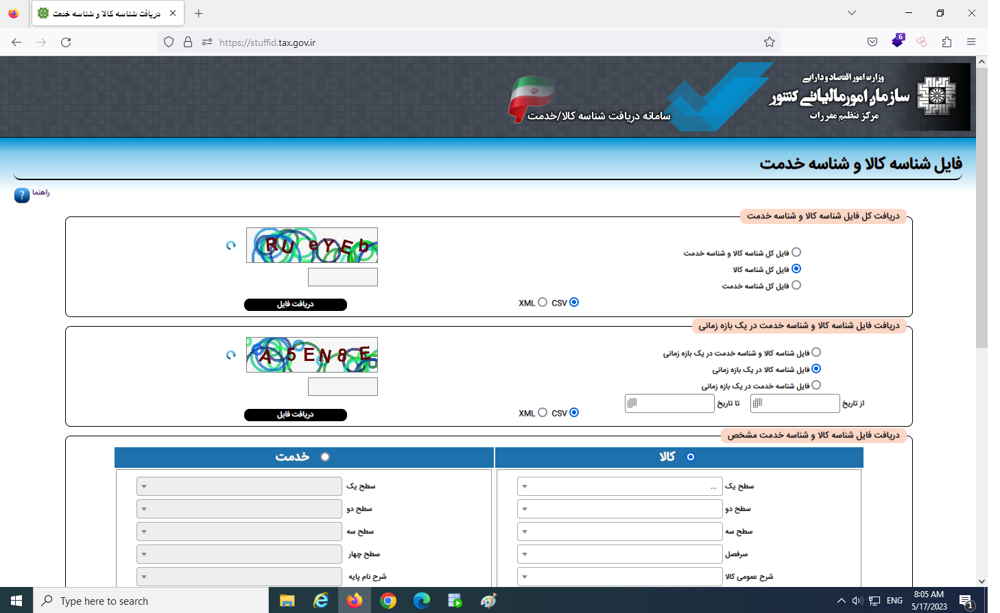 دریافت شناسه کالا و شناسه خدمت
https://stuffid.tax.gov.ir
6
وزارت امور اقتصاد و دارایی
سازمان امور مالیاتی کشور
مرکز تنظیم مقررات
سامانه دریافت شناسه کالا/خدمت
فایل شناسه کالا و شناسه خدمت
راهنما ?
دریافت کل فایل شناسه کالا و شناسه خدمت
RUeYEb
فایل کل شناسه کالا و شناسه خدمت
فایل کل شناسه کالا
فایل کل شناسه خدمت
CSV XML
دریافت فایل
دریافت فایل شناسه کالا و شناسه خدمت در یک بازه زمانی
A5EN8E
فایل شناسه کالا و شناسه خدمت در یک بازه زمانی
فایل شناسه کالا در یک بازه زمانی
فایل شناسه خدمت در یک بازه زمانی
از تاریخ تا تاریخ
CSV XML
دریافت فایل
دریافت فایل شناسه کالا و شناسه خدمت مشخص
کالا
خدمت
سطح یک ...
سطح دو
سطح سه
سرفصل
شرح عمومی کالا
سطح یک
سطح دو
سطح سه
سطح چهار
شرح نام پایه
Type here to search
ENG
8:05 AM
5/17/2023
1